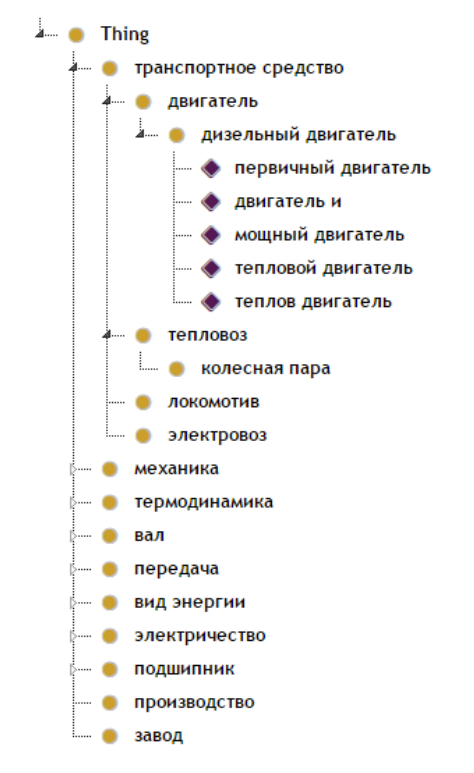 Thing
транспортное средство
двигатель
дизельный двигатель
первичный двигатель
двигатель и
мощный двигатель
тепловой двигатель
теплов двигатель
тепловоз
колесная пара
локомотив
электровоз
механика
термодинамика
вал
передача
вид энергии
электричество
подшипник
производство
завод